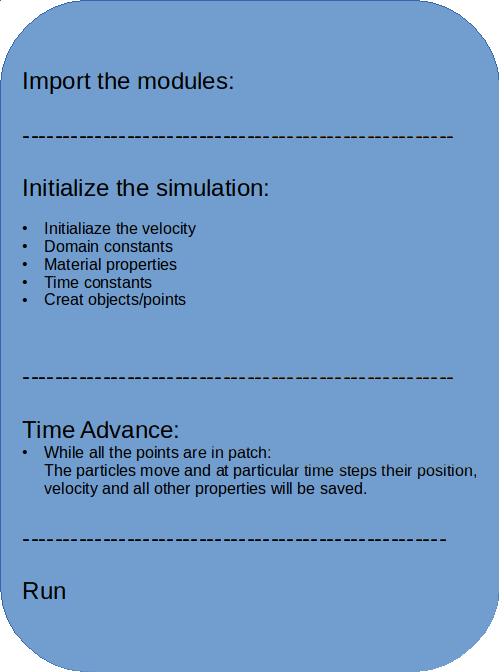 Import the modules:
------------------------------------------------------
Initialize the simulation:
• Initialiaze the velocity
• Domain constants
• Material properties
• Time constants
• Creat objects/points
------------------------------------------------------
Time Advance:
• While all the points are in patch:
The particles move and at particular time steps their position,
velocity and all other properties will be saved.
-----------------------------------------------------
Run